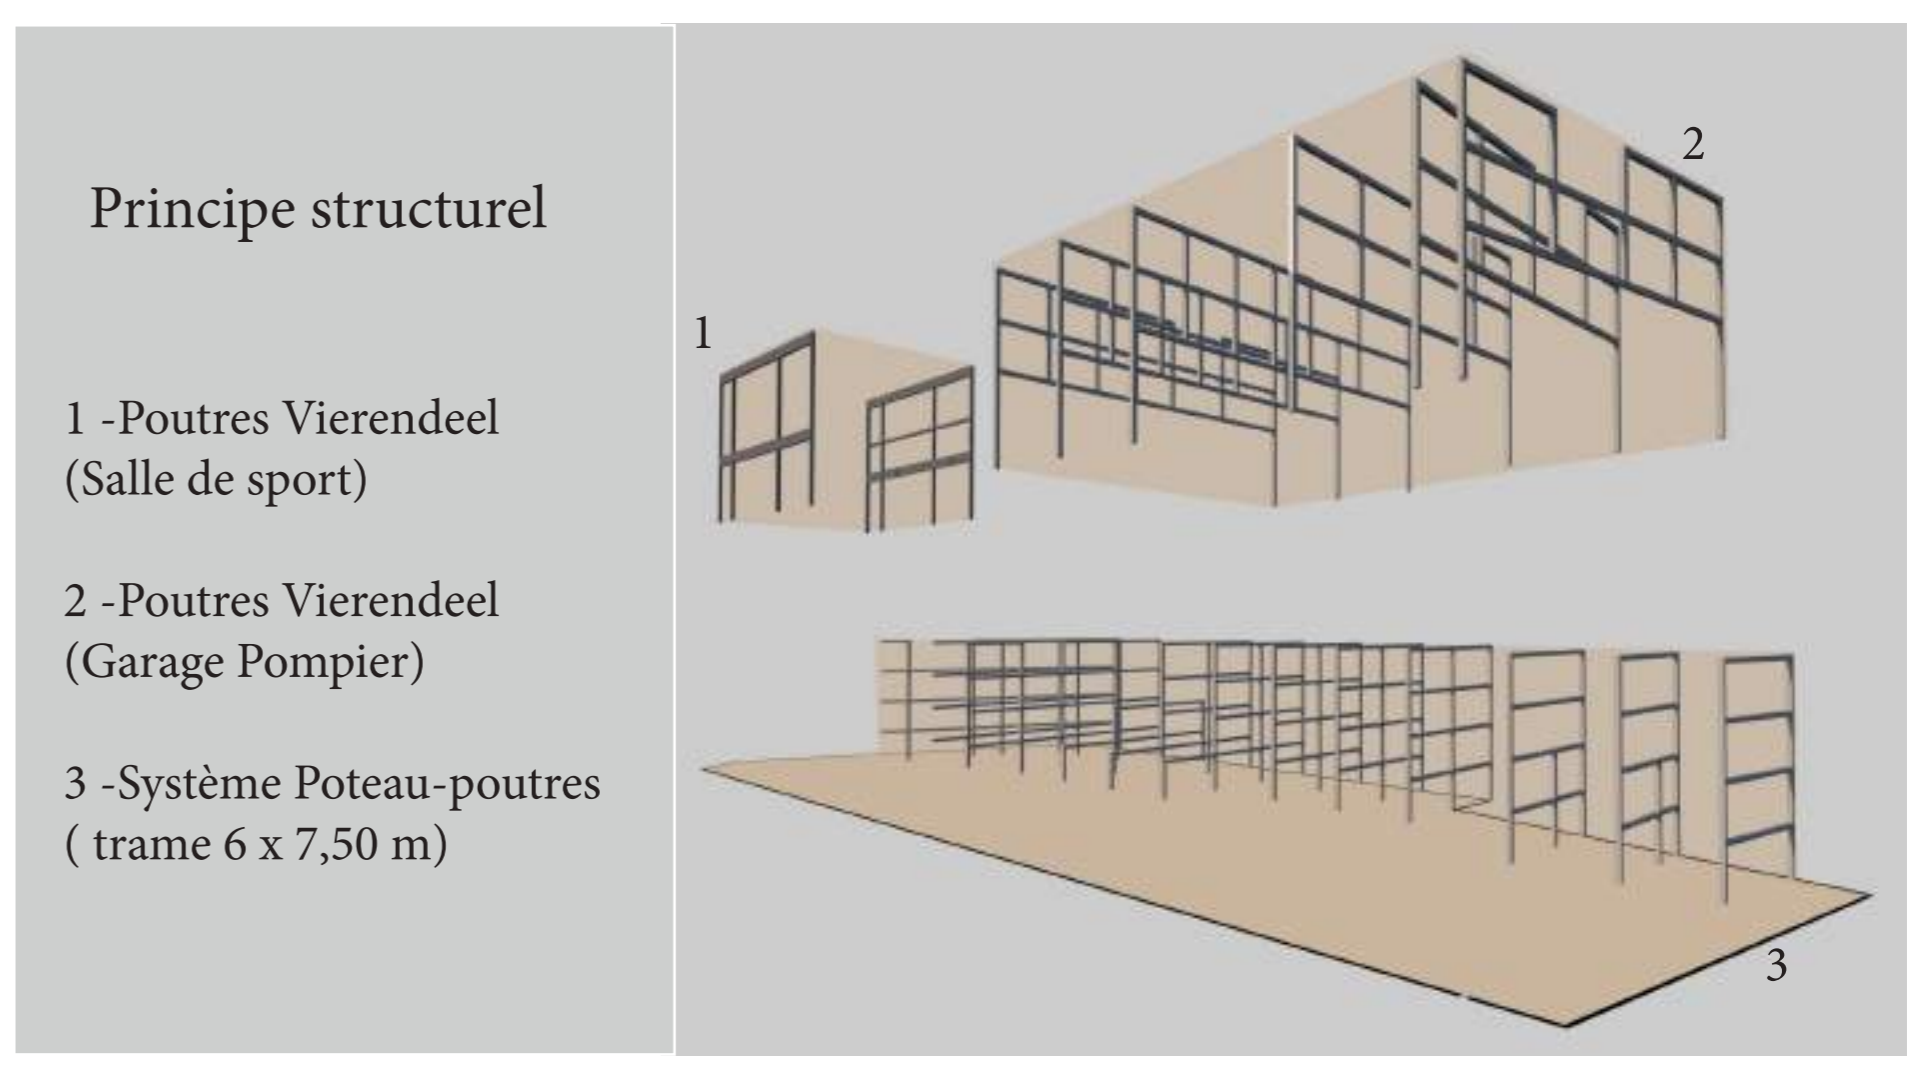 Principe structurel
1 -Poutres Vierendeel
(Salle de sport)
2 -Poutres Vierendeel
(Garage Pompier)
3 -Système Poteau-poutres
( trame 6 x 7,50 m)
1
2
3